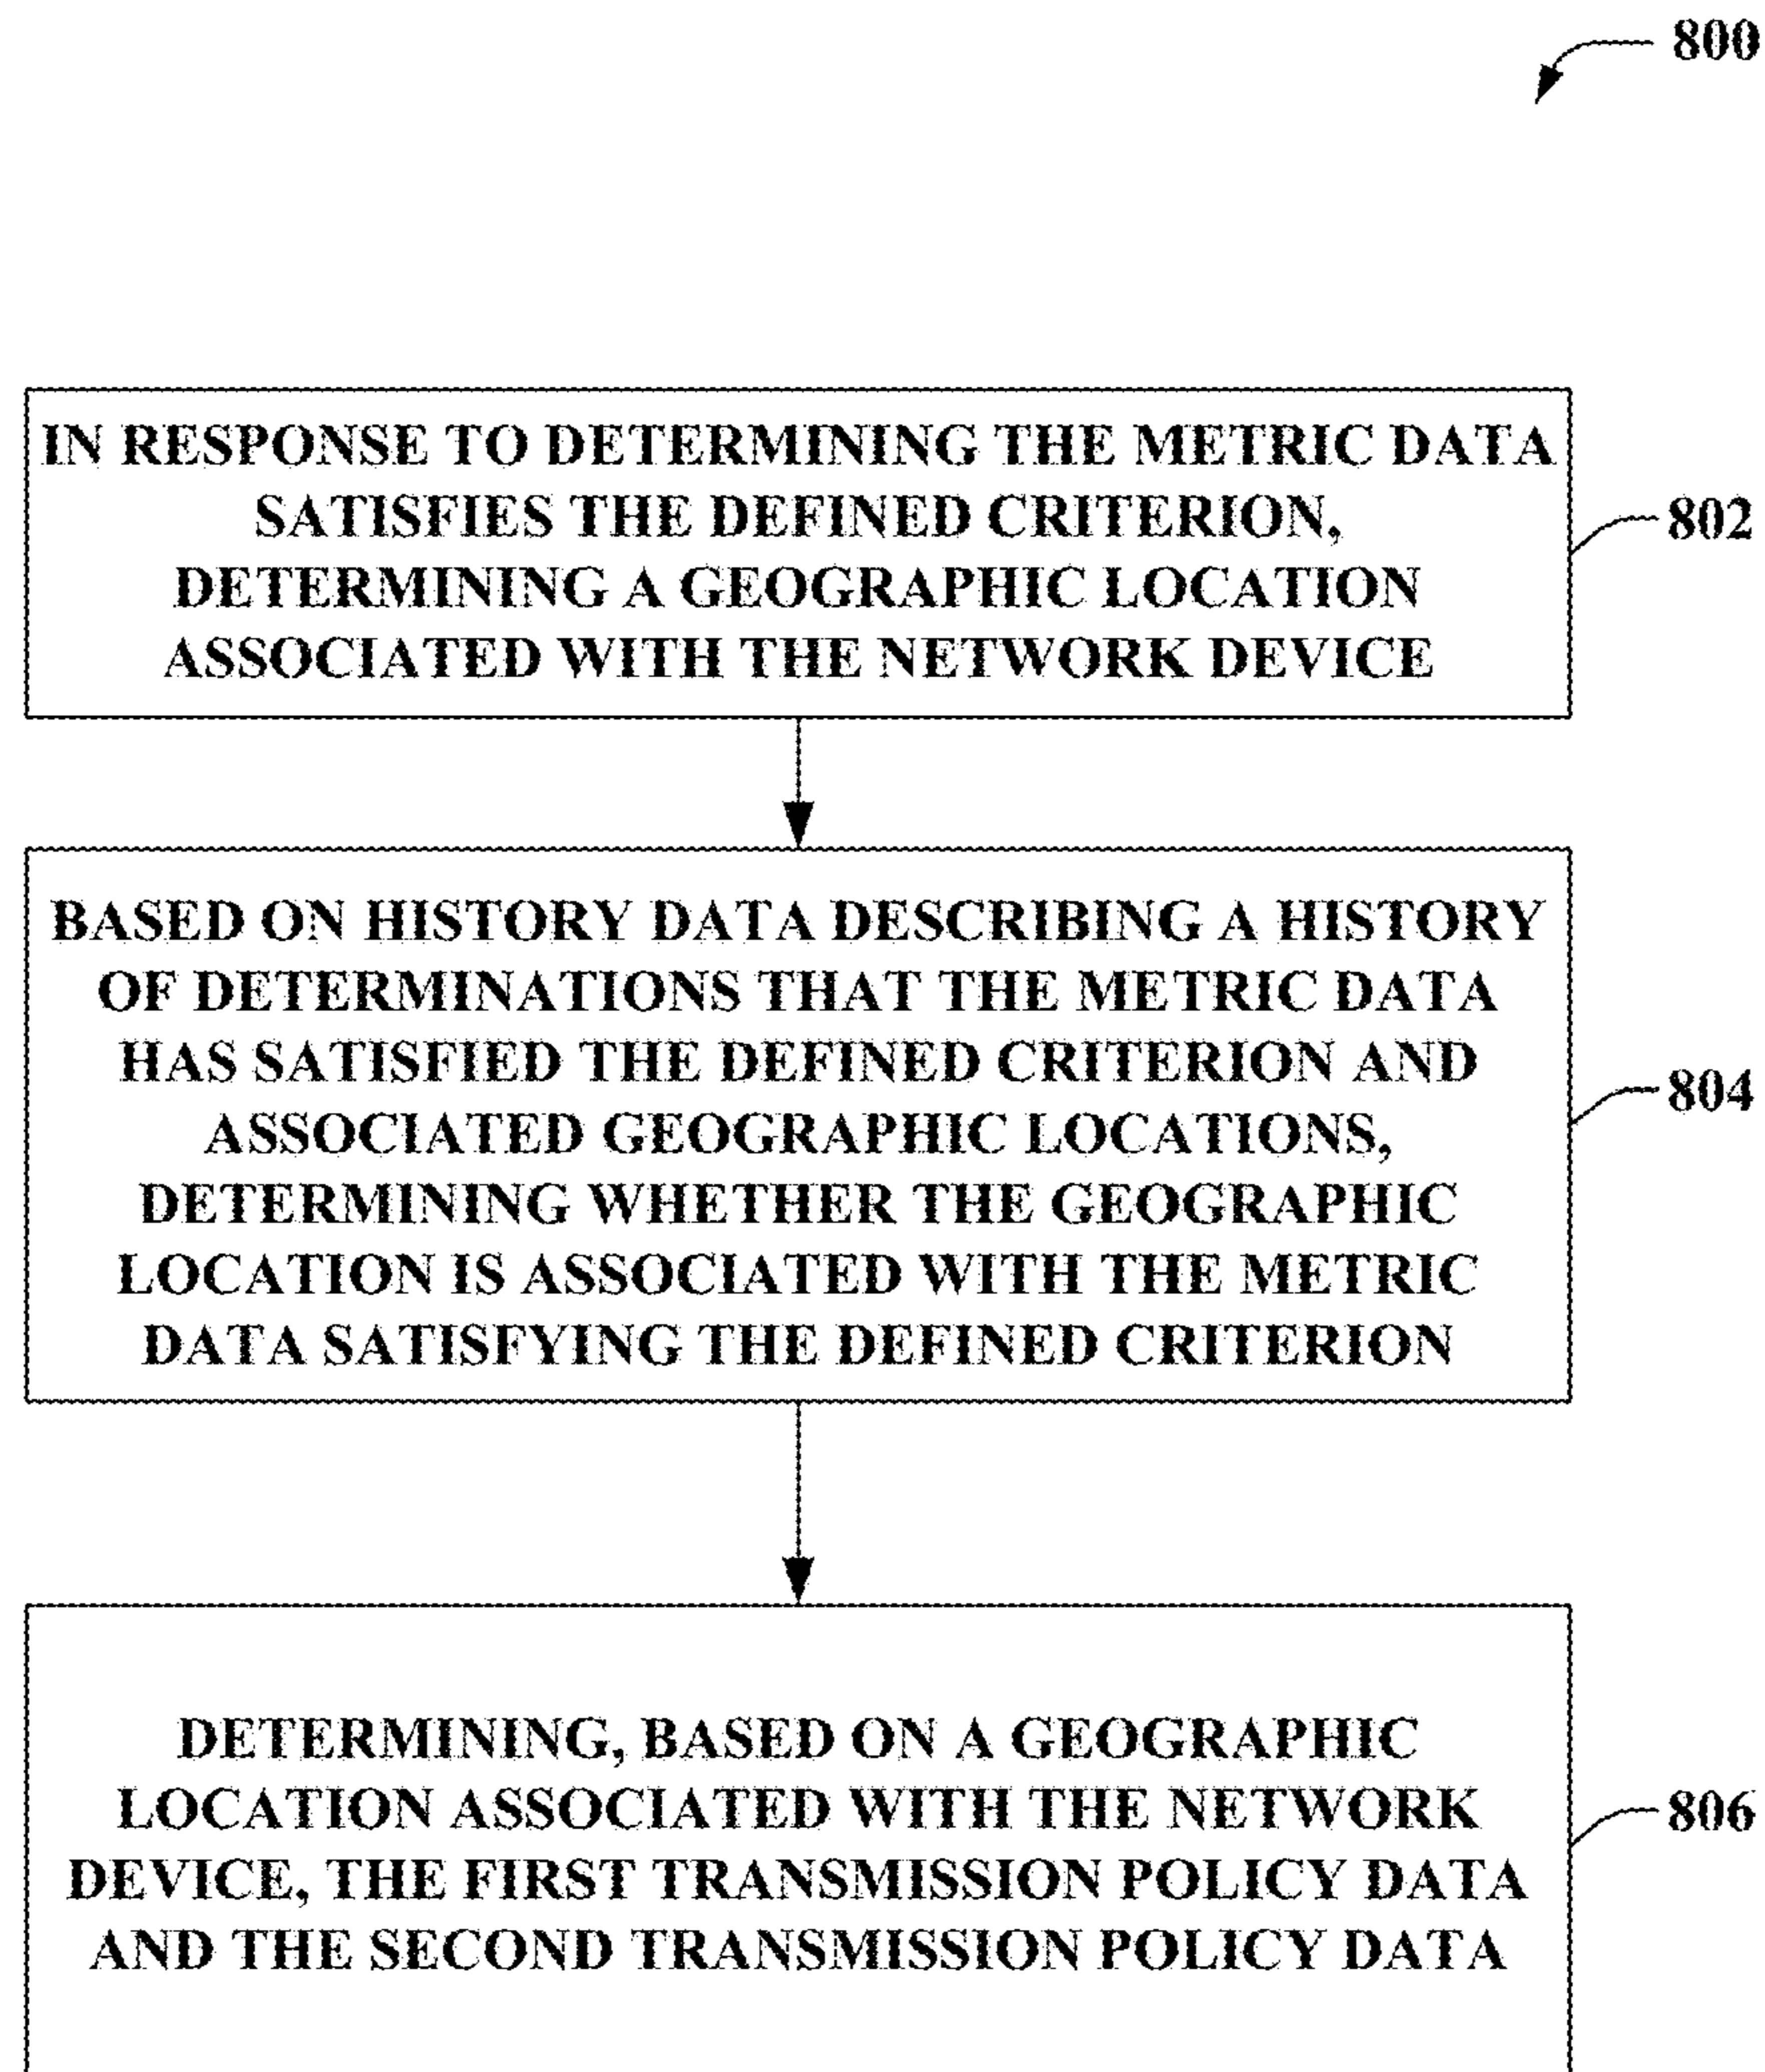 800
IN RESPONSE TO DETERMINING THE METRIC DATA
SATISFIES THE DEFINED CRITERION,
DETERMINING A GEOGRAPHIC LOCATION
ASSOCIATED WITH THE NETWORK DEVICE
802
BASED ON HISTORY DATA DESCRIBING A HISTORY
OF DETERMINATIONS THAT THE METRIC DATA
HAS SATISFIED THE DEFINED CRITERION AND
ASSOCIATED GEOGRAPHIC LOCATIONS,
DETERMINING WHETHER THE GEOGRAPHIC
LOCATION IS ASSOCIATED WITH THE METRIC
DATA SATISFYING THE DEFINED CRITERION
804
DETERMINING, BASED ON A GEOGRAPHIC
LOCATION ASSOCIATED WITH THE NETWORK
DEVICE, THE FIRST TRANSMISSION POLICY DATA
AND THE SECOND TRANSMISSION POLICY DATA
806